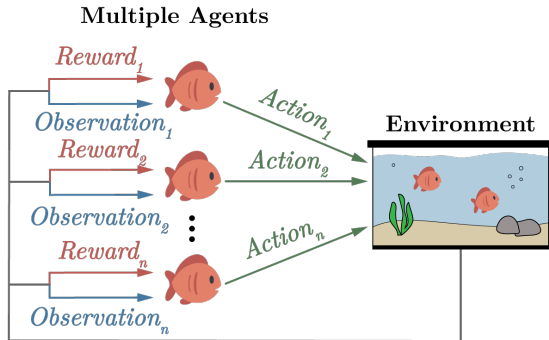 Multiple Agents
Reward1
Observation1
Action1
Environment
Reward2
Observation2
Action2
Rewardn
Observationn
Actionn